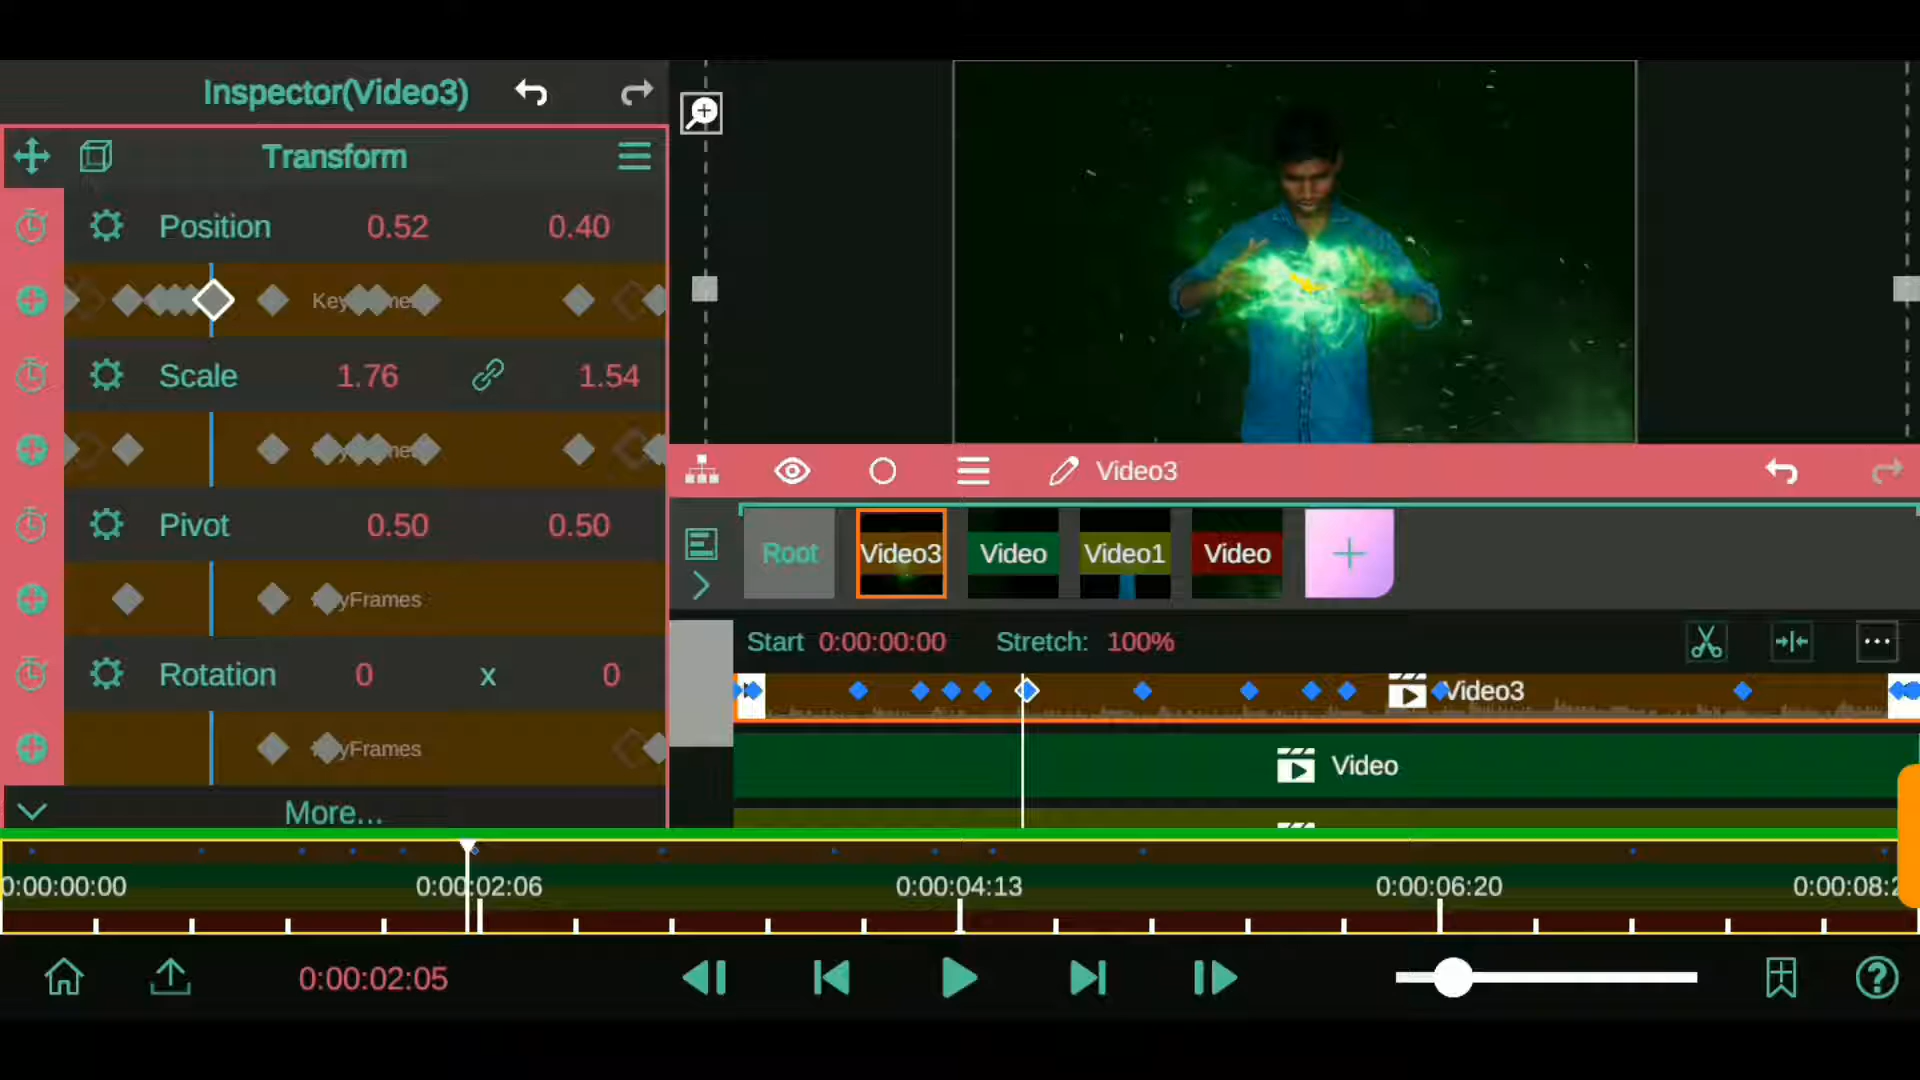 Inspector(Video3)
Transform
Position 0.52 0.40
Scale 1.76 1.54
Pivot 0.50 0.50
KeyFrames
Rotation 0 x 0
KeyFrames
More...
Video3
Root Video3 Video Video1 Video
Start 0:00:00:00 Stretch: 100%
Video3
Video
0:00:00:00 0:00:02:06 0:00:04:13 0:00:06:20
0:00:02:05